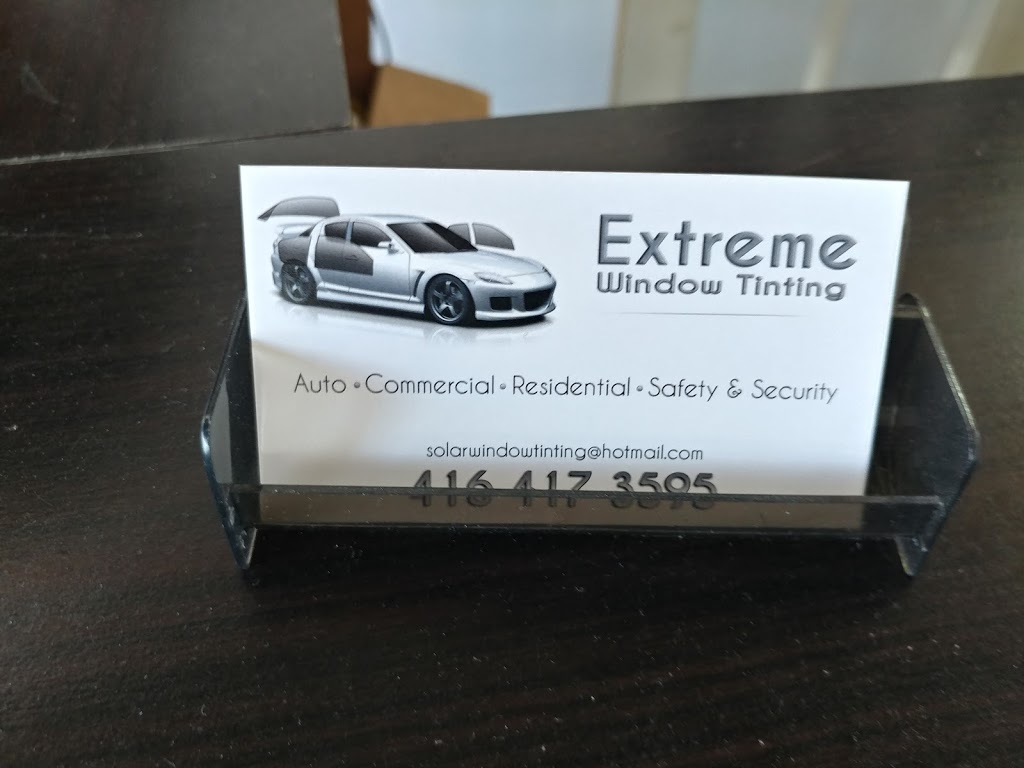 Extreme
Window Tinting
Auto • Commercial • Residential • Safety & Security
solarwindowtinting@hotmail.com
416 417 3595